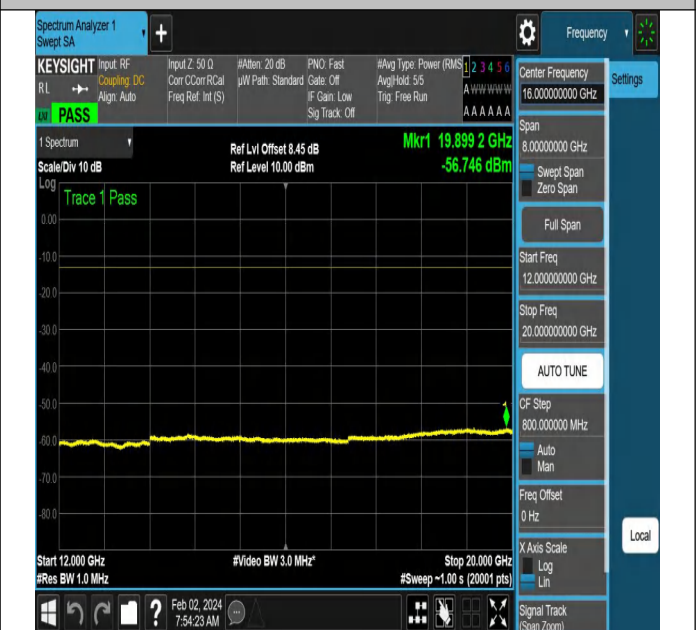 Spectrum Analyzer 1
Swept SA
Frequency
KEYSIGHT
RL
PASS
Input: RF
Coupling: DC
Align: Auto
Input Z: 50 Ω
Corr CCorr RCal
Freq Ref: Int (S)
#Atten: 20 dB
µW Path: Standard
PNO: Fast
Gate: Off
IF Gain: Low
Sig Track: Off
#Avg Type: Power (RMS
Avg|Hold: 5/5
Trig: Free Run
1 2 3 4 5 6
A W W W W W
A A A A A A
Center Frequency
16.000000000 GHz
Settings
1 Spectrum
Scale/Div 10 dB
Log
Ref Lvl Offset 8.45 dB
Ref Level 10.00 dBm
Mkr1 19.899 2 GHz
-56.746 dBm
Trace 1 Pass
0.00
-10.0
-20.0
-30.0
-40.0
-50.0
-60.0
-70.0
-80.0
Start 12.000 GHz
#Res BW 1.0 MHz
#Video BW 3.0 MHz*
Stop 20.000 GHz
#Sweep ~1.00 s (20001 pts)
Span
8.00000000 GHz
Swept Span
Zero Span
Full Span
Start Freq
12.000000000 GHz
Stop Freq
20.000000000 GHz
AUTO TUNE
CF Step
800.000000 MHz
Auto
Man
Freq Offset
0 Hz
X Axis Scale
Log
Lin
Signal Track
(Span Zoom)
Local
Feb 02, 2024
7:54:23 AM